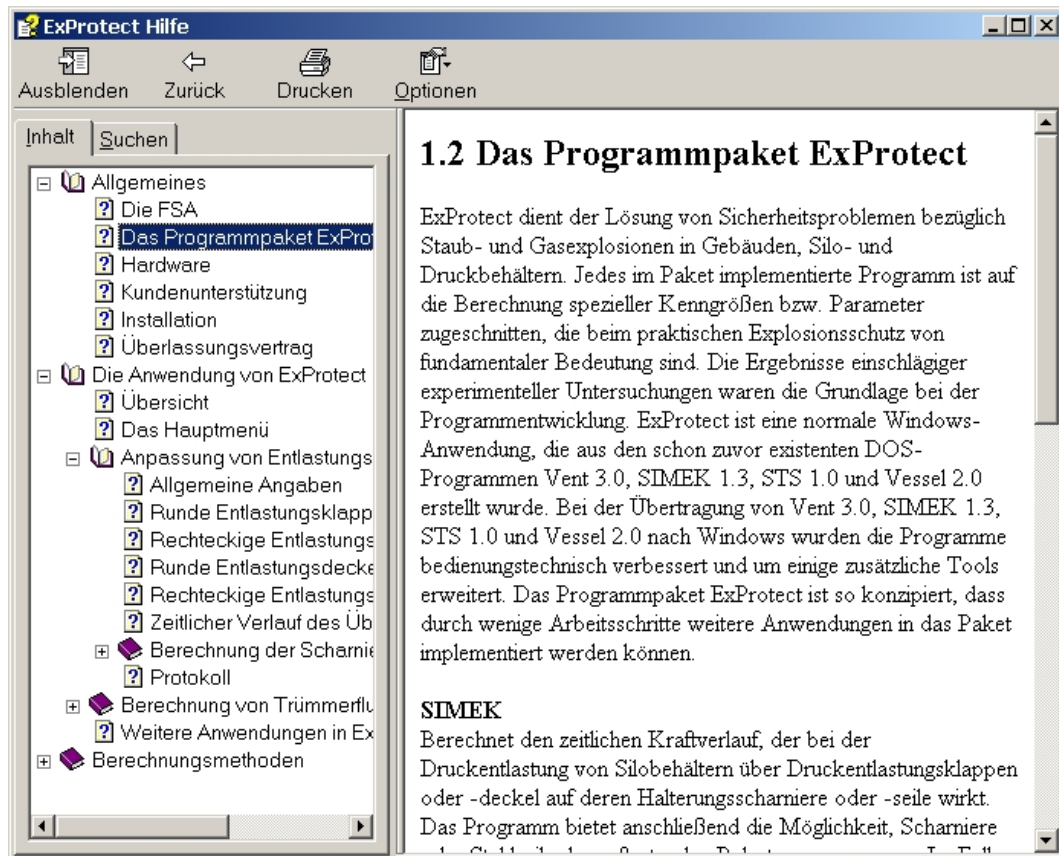 ExProtect Hilfe
Ausblenden Zurück Drucken Optionen
Inhalt Suchen
Allgemeines
Die FSA
Das Programmpaket ExPro
Hardware
Kundenunterstützung
Installation
Überlassungsvertrag
Die Anwendung von ExProtect
Übersicht
Das Hauptmenü
Anpassung von Entlastungs
Allgemeine Angaben
Runde Entlastungsklapp
Rechteckige Entlastungs
Runde Entlastungsdecke
Rechteckige Entlastungs
Zeitlicher Verlauf des Üb
Berechnung der Scharnie
Protokoll
Berechnung von Trümmerflu
Weitere Anwendungen in Ex
Berechnungsmethoden
1.2 Das Programmpaket ExProtect
ExProtect dient der Lösung von Sicherheitsproblemen bezüglich
Staub- und Gasexplosionen in Gebäuden, Silo- und
Druckbehältern. Jedes im Paket implementierte Programm ist auf
die Berechnung spezieller Kenngrößen bzw. Parameter
zugeschnitten, die beim praktischen Explosionsschutz von
fundamentaler Bedeutung sind. Die Ergebnisse einschlägiger
experimenteller Untersuchungen waren die Grundlage bei der
Programmentwicklung. ExProtect ist eine normale Windows-
Anwendung, die aus den schon zuvor existenten DOS-
Programmen Vent 3.0, SIMEK 1.3, STS 1.0 und Vessel 2.0
erstellt wurde. Bei der Übertragung von Vent 3.0, SIMEK 1.3,
STS 1.0 und Vessel 2.0 nach Windows wurden die Programme
bedienungstechnisch verbessert und um einige zusätzliche Tools
erweitert. Das Programmpaket ExProtect ist so konzipiert, dass
durch wenige Arbeitsschritte weitere Anwendungen in das Paket
implementiert werden können.
SIMEK
Berechnet den zeitlichen Kraftverlauf, der bei der
Druckentlastung von Silobehältern über Druckentlastungsklappen
oder -deckel auf deren Halterungsscharniere oder -seile wirkt.
Das Programm bietet anschließend die Möglichkeit, Scharniere